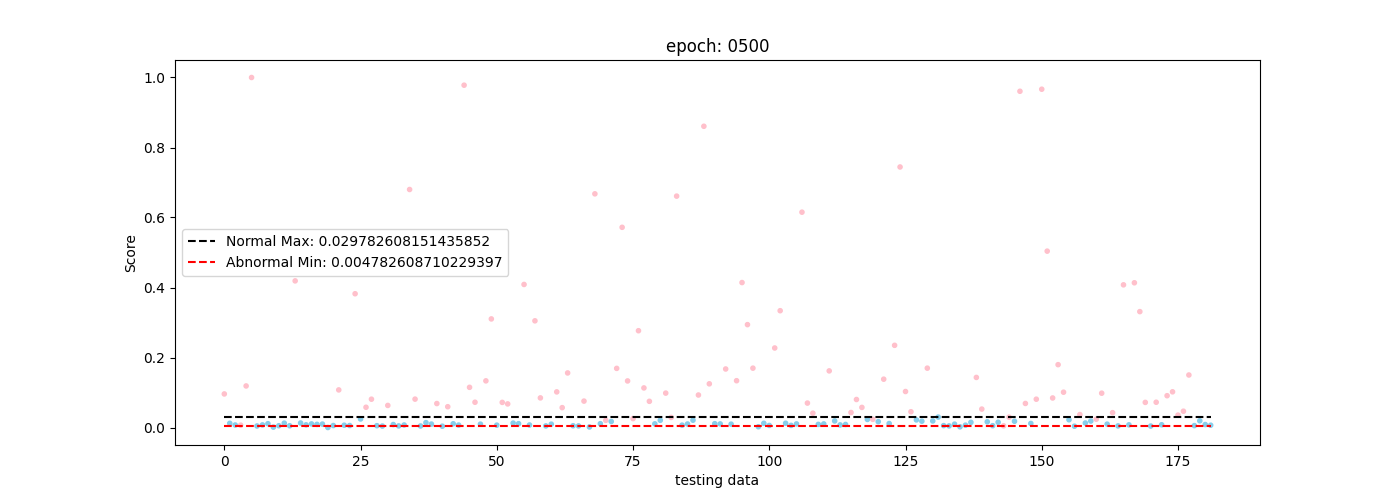 epoch: 0500
1.0
0.8
0.6
0.4
0.2
0.0
Score
Normal Max: 0.029782608151435852
Abnormal Min: 0.004782608710229397
0 25 50 75 100 125 150 175
testing data